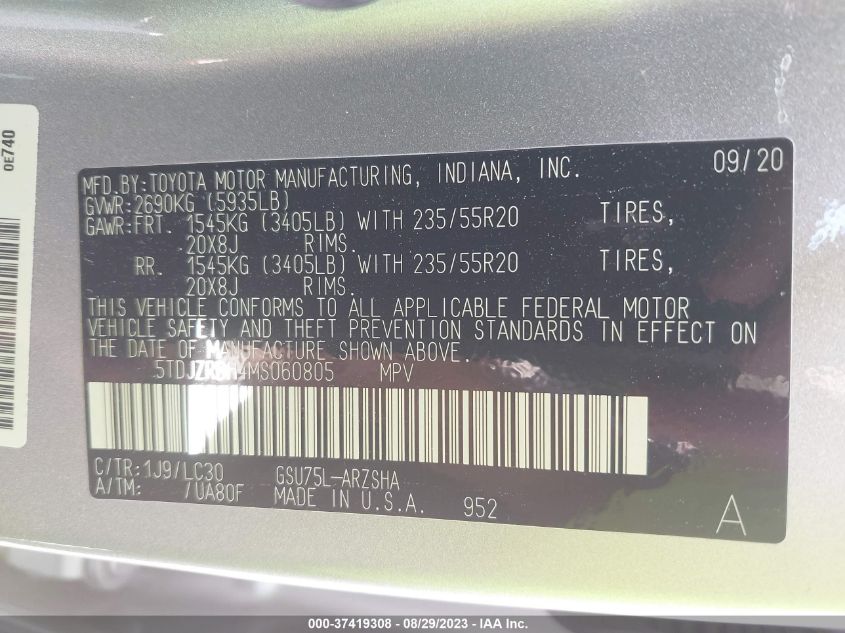 0E740
MFD.BY:TOYOTA MOTOR MANUFACTURING, INDIANA, INC. 09/20
GVWR:2690KG (5935LB)
GAWR:FRT. 1545KG (3405LB) WITH 235/55R20 TIRES,
20X8J RIMS.
RR. 1545KG (3405LB) WITH 235/55R20 TIRES,
20X8J RIMS.
THIS VEHICLE CONFORMS TO ALL APPLICABLE FEDERAL MOTOR
VEHICLE SAFETY AND THEFT PREVENTION STANDARDS IN EFFECT ON
THE DATE OF MANUFACTURE SHOWN ABOVE.
MPV
C/TR:1J9/LC30 GSU75L-ARZSHA
A/TM: /UA80F MADE IN U.S.A. 952
A
000-37419308 - 08/29/2023 - IAA Inc.